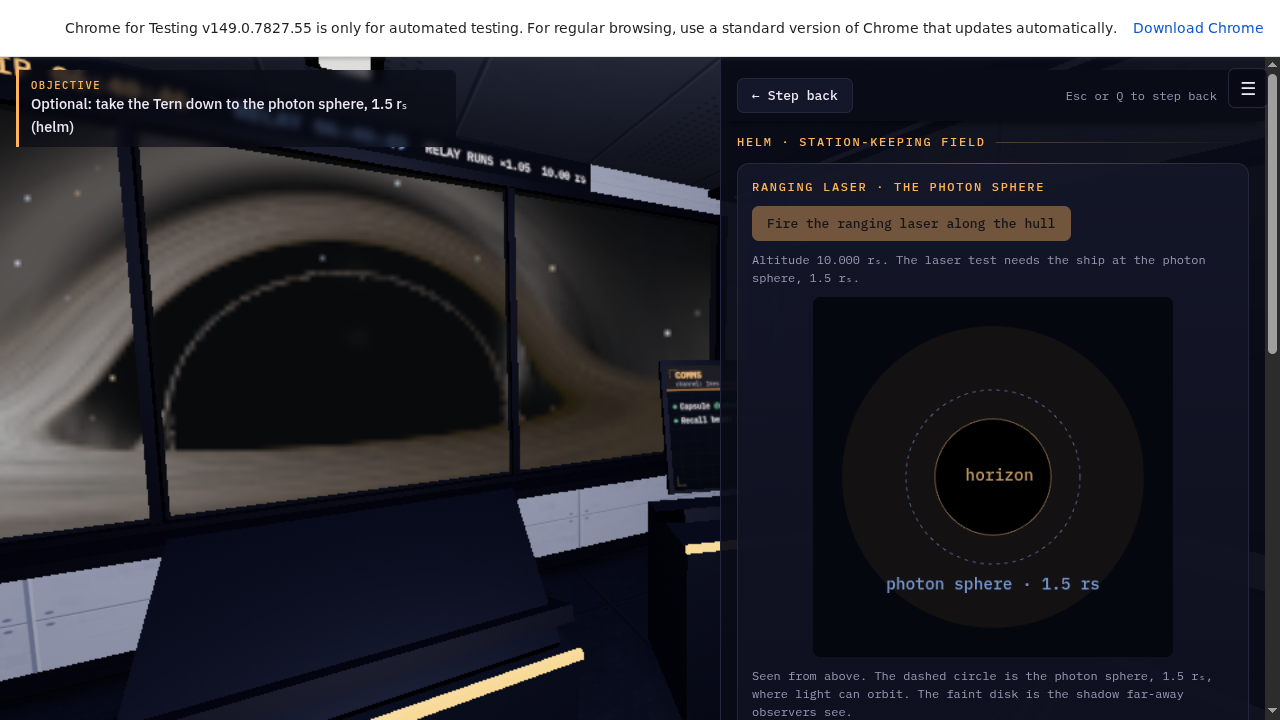 Chrome for Testing v149.0.7827.55 is only for automated testing. For regular browsing, use a standard version of Chrome that updates automatically. Download Chrome
OBJECTIVE
Optional: take the Tern down to the photon sphere, 1.5 rₛ
(helm)
RELAY RUNS ×1.05 10.00 rs
COMMS
← Step back
Esc or Q to step back
☰
HELM · STATION-KEEPING FIELD
RANGING LASER · THE PHOTON SPHERE
Fire the ranging laser along the hull
Altitude 10.000 rₛ. The laser test needs the ship at the photon
sphere, 1.5 rₛ.
horizon
photon sphere · 1.5 rs
Seen from above. The dashed circle is the photon sphere, 1.5 rₛ,
where light can orbit. The faint disk is the shadow far-away
observers see.